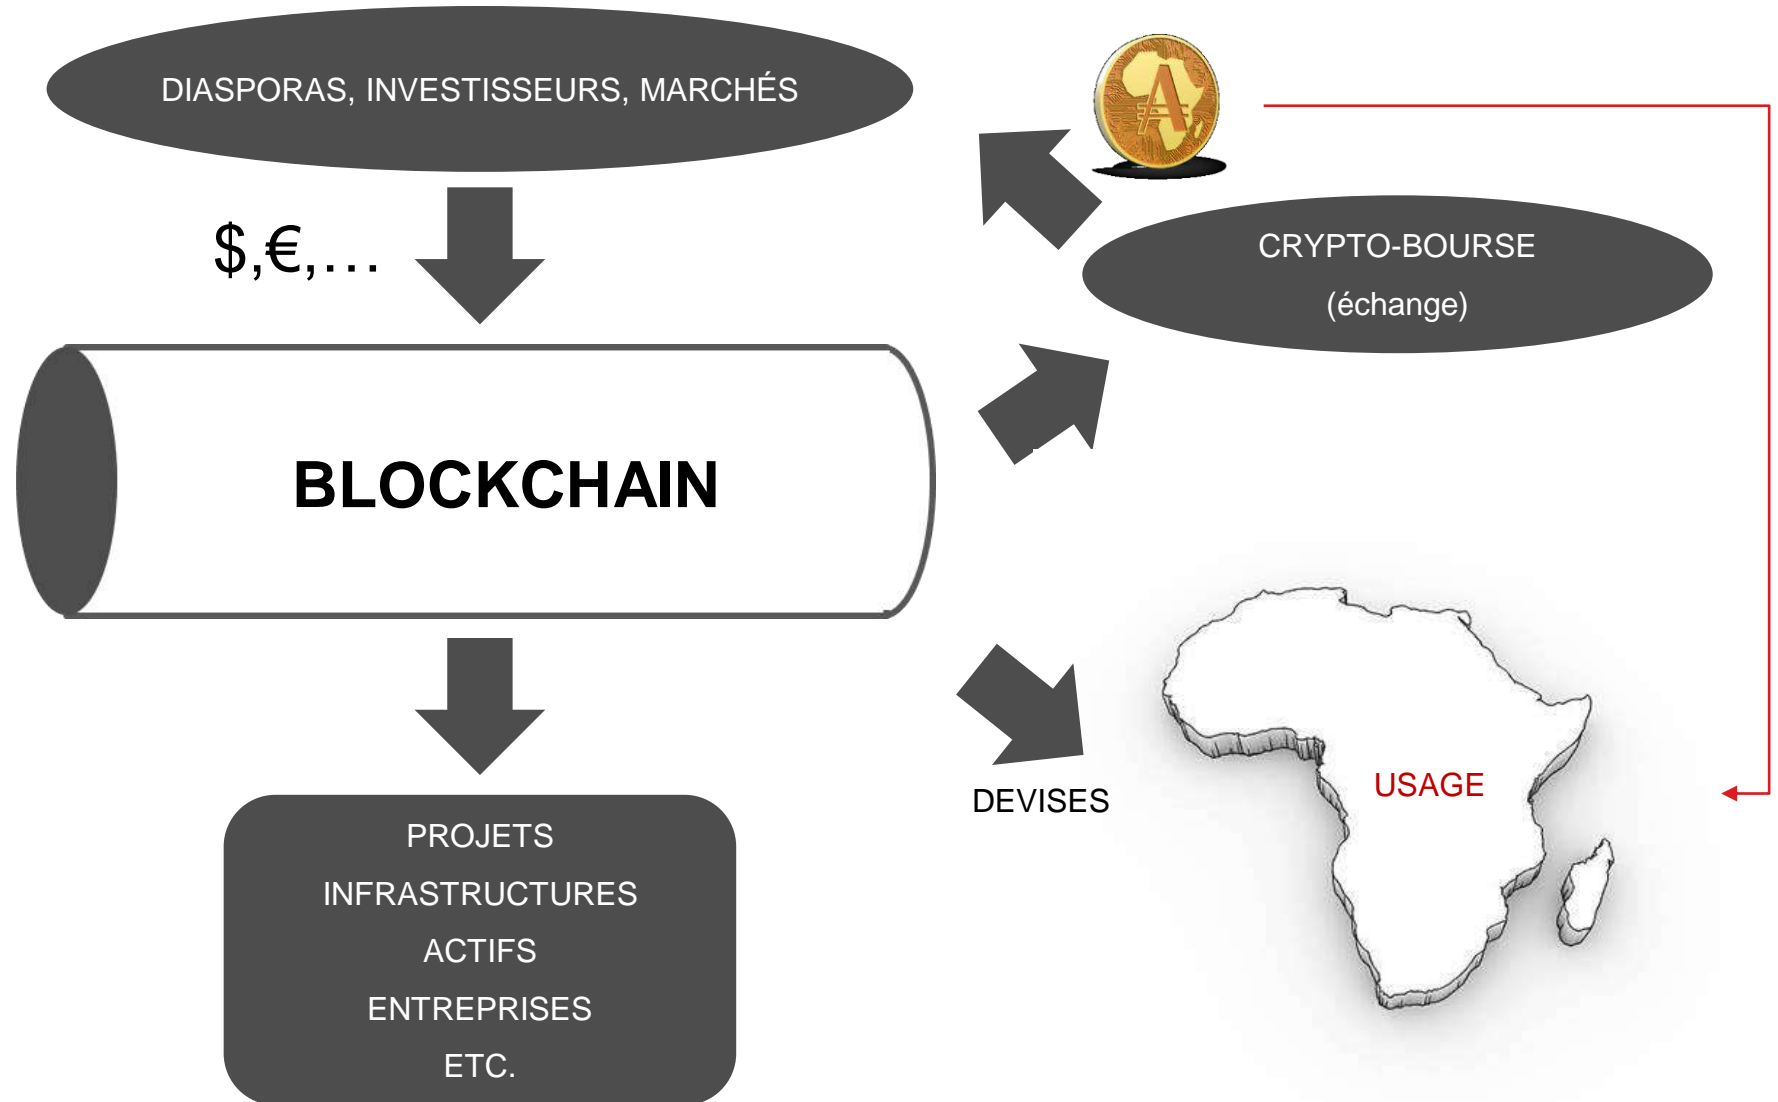 DIASPORAS, INVESTISSEURS, MARCHÉS
$,€,…
CRYPTO-BOURSE
(échange)
BLOCKCHAIN
DEVISES
USAGE
PROJETS
INFRASTRUCTURES
ACTIFS
ENTREPRISES
ETC.